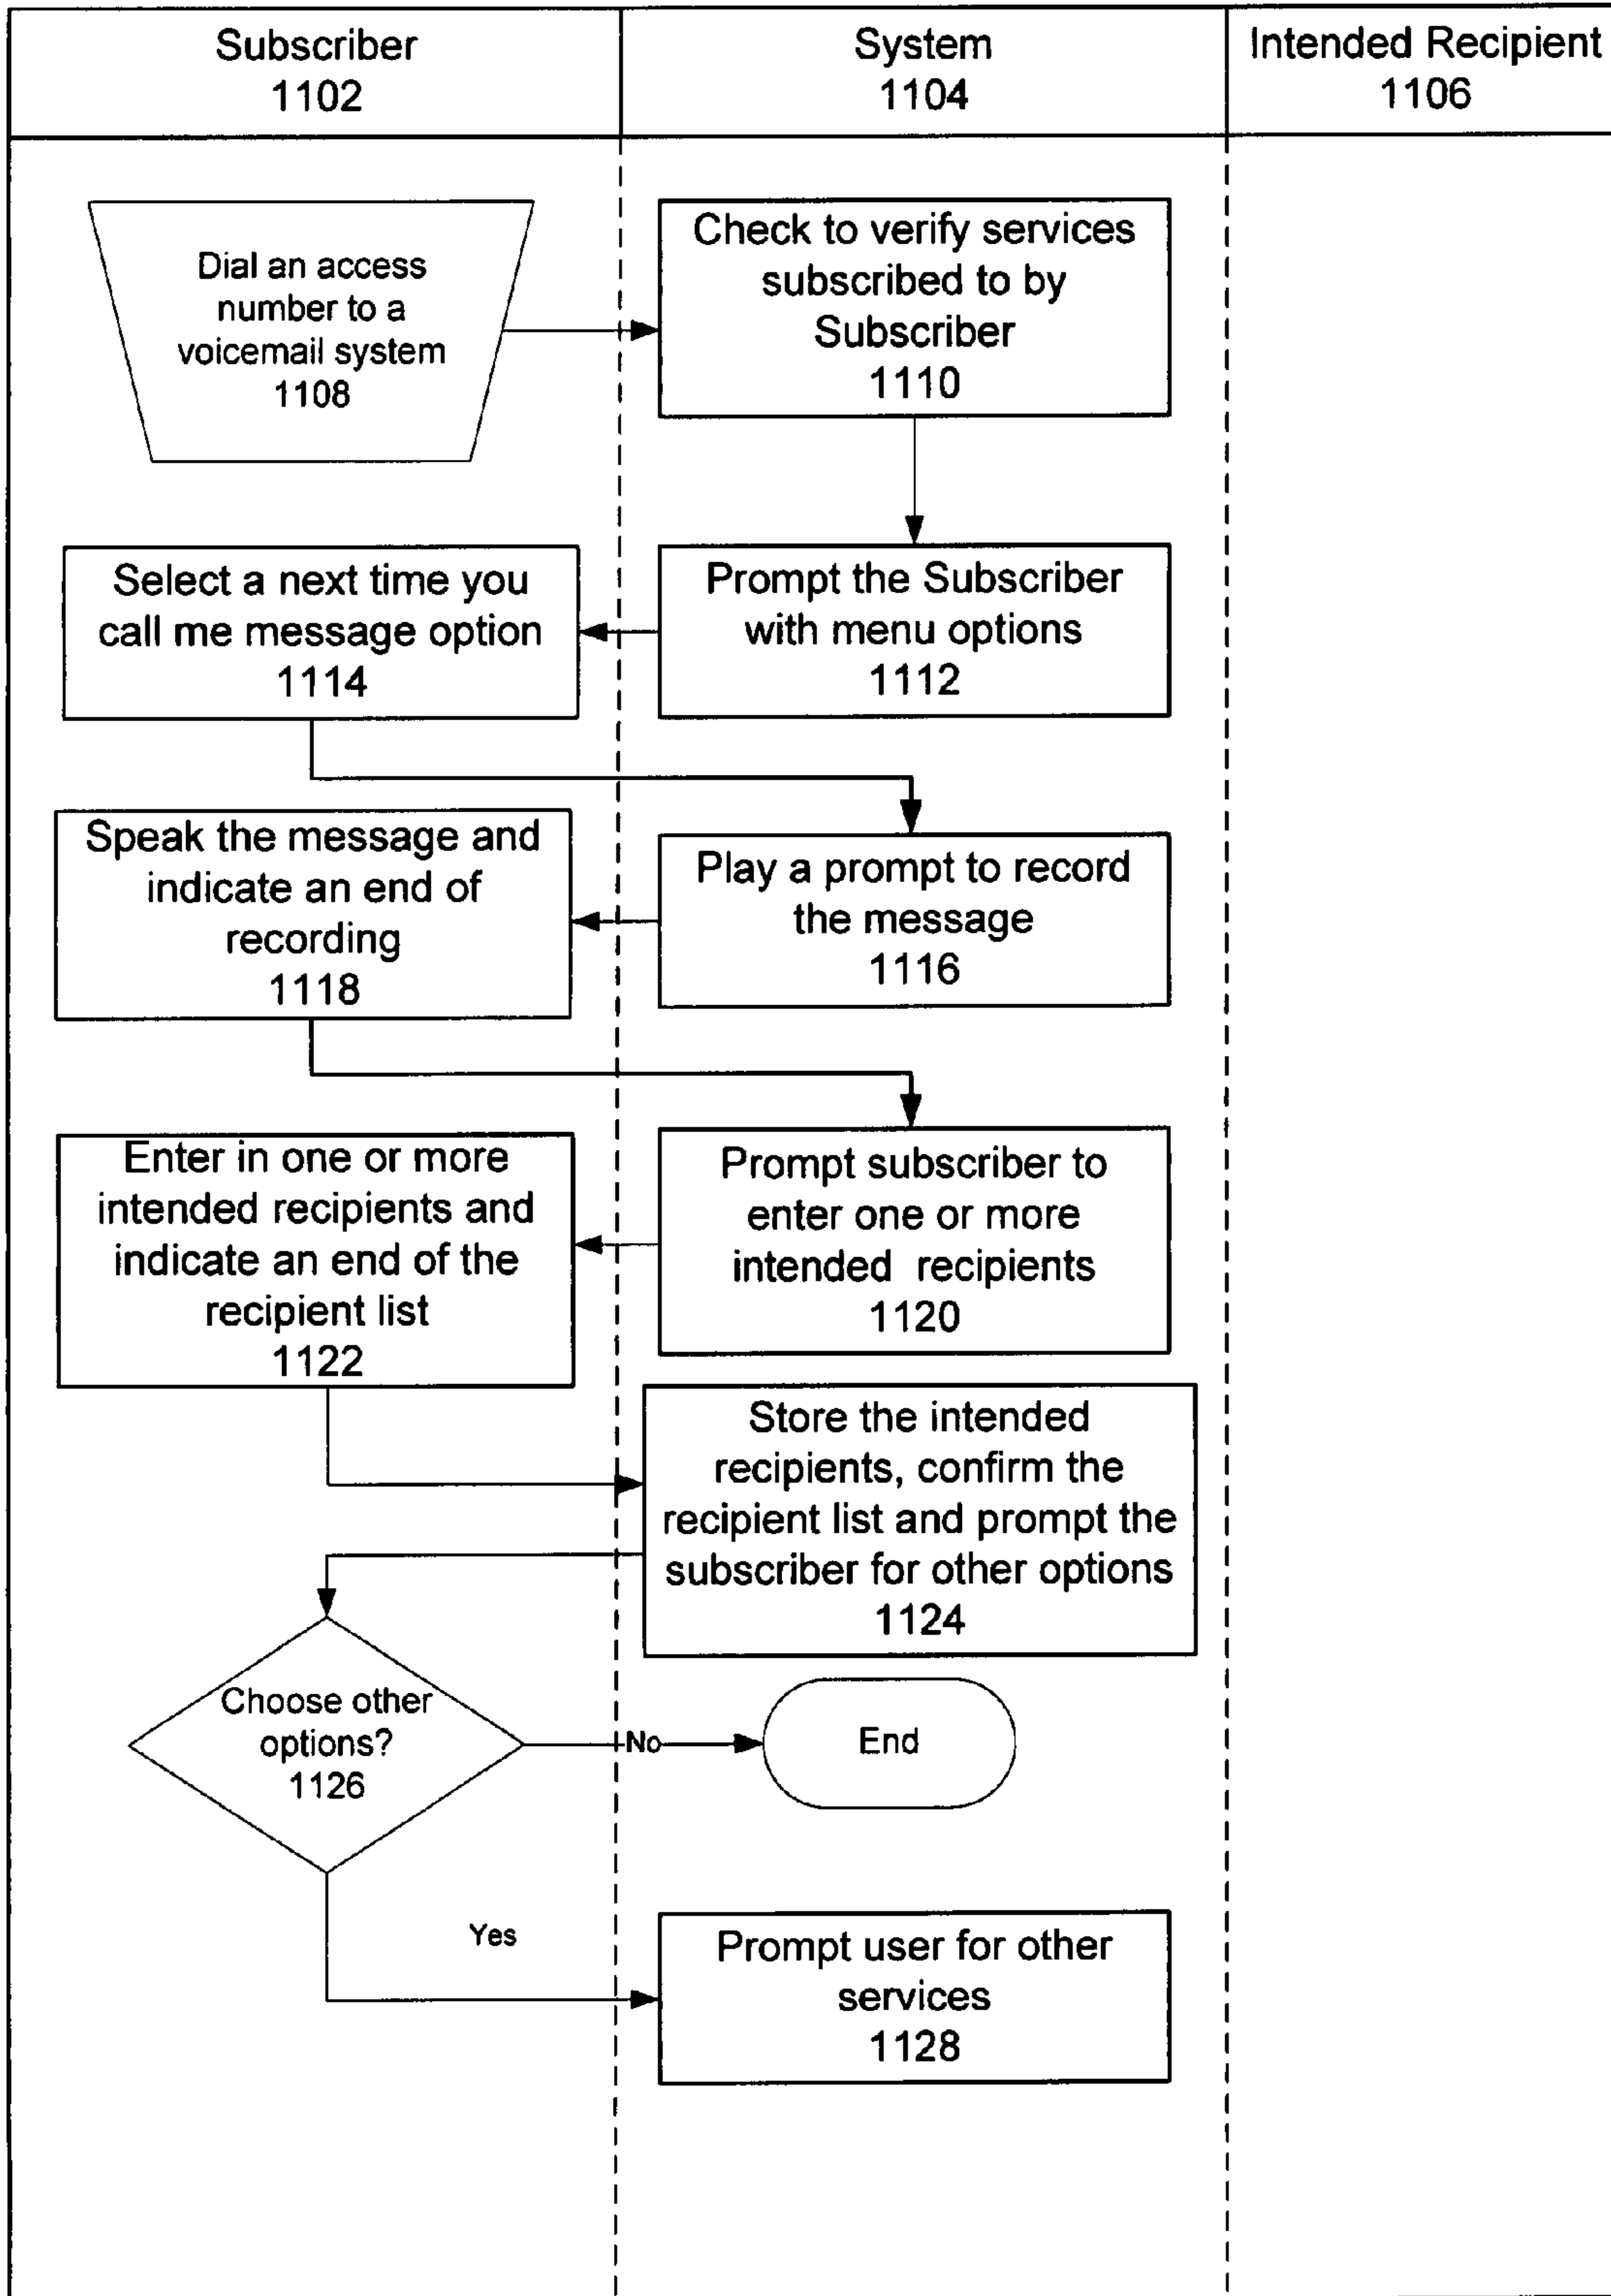 Subscriber
1102
System
1104
Intended Recipient
1106
Dial an access
number to a
voicemail system
1108
Check to verify services
subscribed to by
Subscriber
1110
Select a next time you
call me message option
1114
Prompt the Subscriber
with menu options
1112
Speak the message and
indicate an end of
recording
1118
Play a prompt to record
the message
1116
Enter in one or more
intended recipients and
indicate an end of the
recipient list
1122
Prompt subscriber to
enter one or more
intended recipients
1120
Store the intended
recipients, confirm the
recipient list and prompt the
subscriber for other options
1124
Choose other
options?
1126
No
End
Yes
Prompt user for other
services
1128